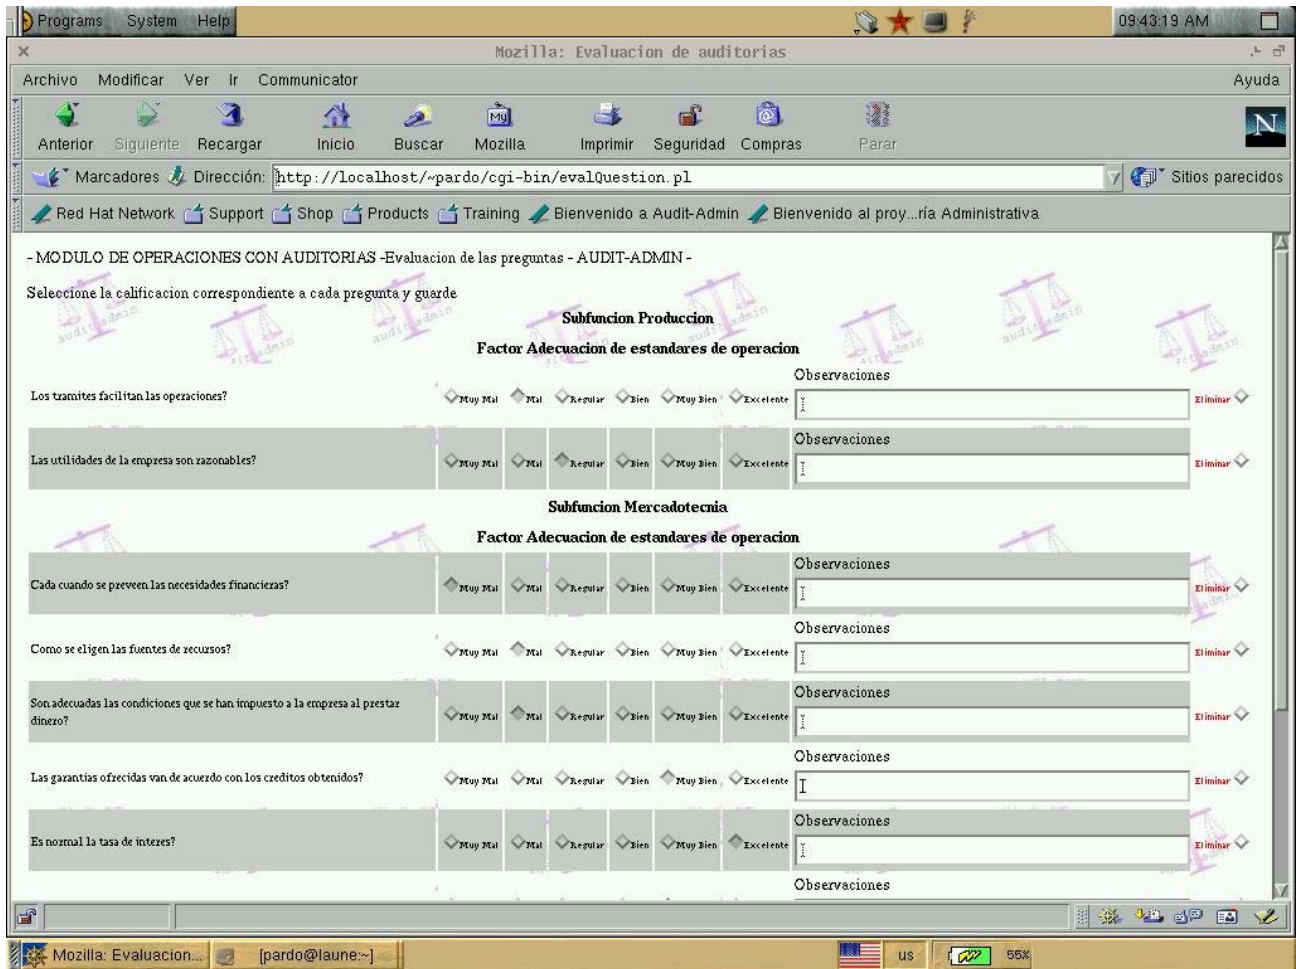 Programs System Help 09:43:19 AM
Mozilla: Evaluacion de auditorias
Archivo Modificar Ver Ir Communicator Ayuda
My
N
Anterior Siguiente Recargar Inicio Buscar Mozilla Imprimir Seguridad Compras Parar
Marcadores Dirección: http://localhost/~pardo/cgi-bin/evalQuestion.pl Sitios parecidos
Red Hat Network Support Shop Products Training Bienvenido a Audit-Admin Bienvenido al proy...ría Administrativa
- MODULO DE OPERACIONES CON AUDITORIAS -Evaluacion de las preguntas - AUDIT-ADMIN -
Seleccione la calificacion correspondiente a cada pregunta y guarde
Subfuncion Produccion
Factor Adecuacion de estandares de operacion
Observaciones
Los tramites facilitan las operaciones? Muy Mal Mal Regular Bien Muy Bien Excelente Eliminar
Observaciones
Las utilidades de la empresa son razonables? Muy Mal Mal Regular Bien Muy Bien Excelente Eliminar
Subfuncion Mercadotecnia
Factor Adecuacion de estandares de operacion
Observaciones
Cada cuando se preveen las necesidades financieras? Muy Mal Mal Regular Bien Muy Bien Excelente Eliminar
Observaciones
Como se eligen las fuentes de recursos? Muy Mal Mal Regular Bien Muy Bien Excelente Eliminar
Observaciones
Son adecuadas las condiciones que se han impuesto a la empresa al prestar
dinero? Muy Mal Mal Regular Bien Muy Bien Excelente Eliminar
Observaciones
Las garantias ofrecidas van de acuerdo con los creditos obtenidos? Muy Mal Mal Regular Bien Muy Bien Excelente Eliminar
Observaciones
Es normal la tasa de interes? Muy Mal Mal Regular Bien Muy Bien Excelente Eliminar
Observaciones
Mozilla: Evaluacion... [pardo@laune:~] us 55%